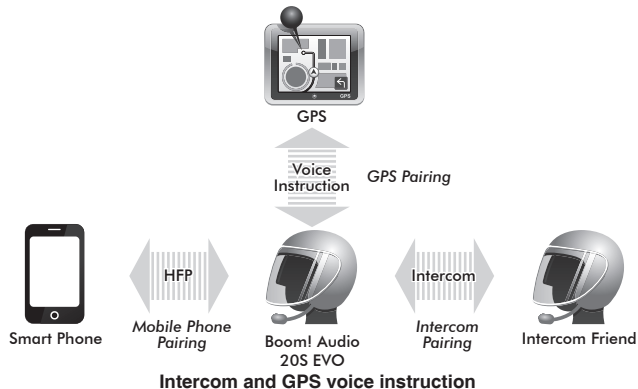 GPS
GPS
Voice
Instruction
GPS Pairing
HFP
Intercom
Smart Phone
Mobile Phone
Pairing
Boom! Audio
20S EVO
Intercom
Pairing
Intercom Friend
Intercom and GPS voice instruction